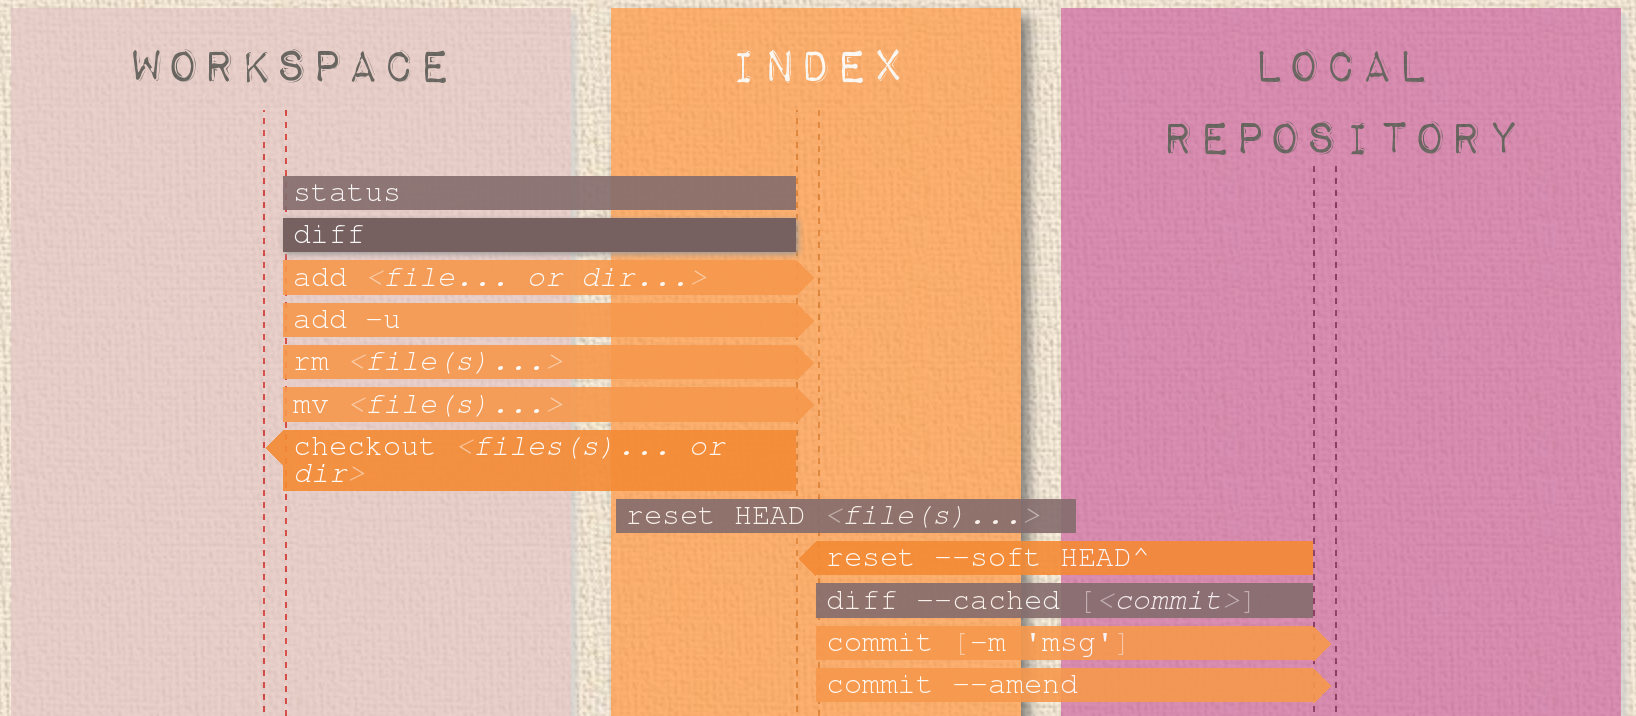 WORKSPACE
INDEX
LOCAL
REPOSITORY
status
diff
add <file... or dir...>
add -u
rm <file(s)...>
mv <file(s)...>
checkout <files(s)... or
dir>
reset HEAD <file(s)...>
reset --soft HEAD^
diff --cached [<commit>]
commit [-m 'msg']
commit --amend